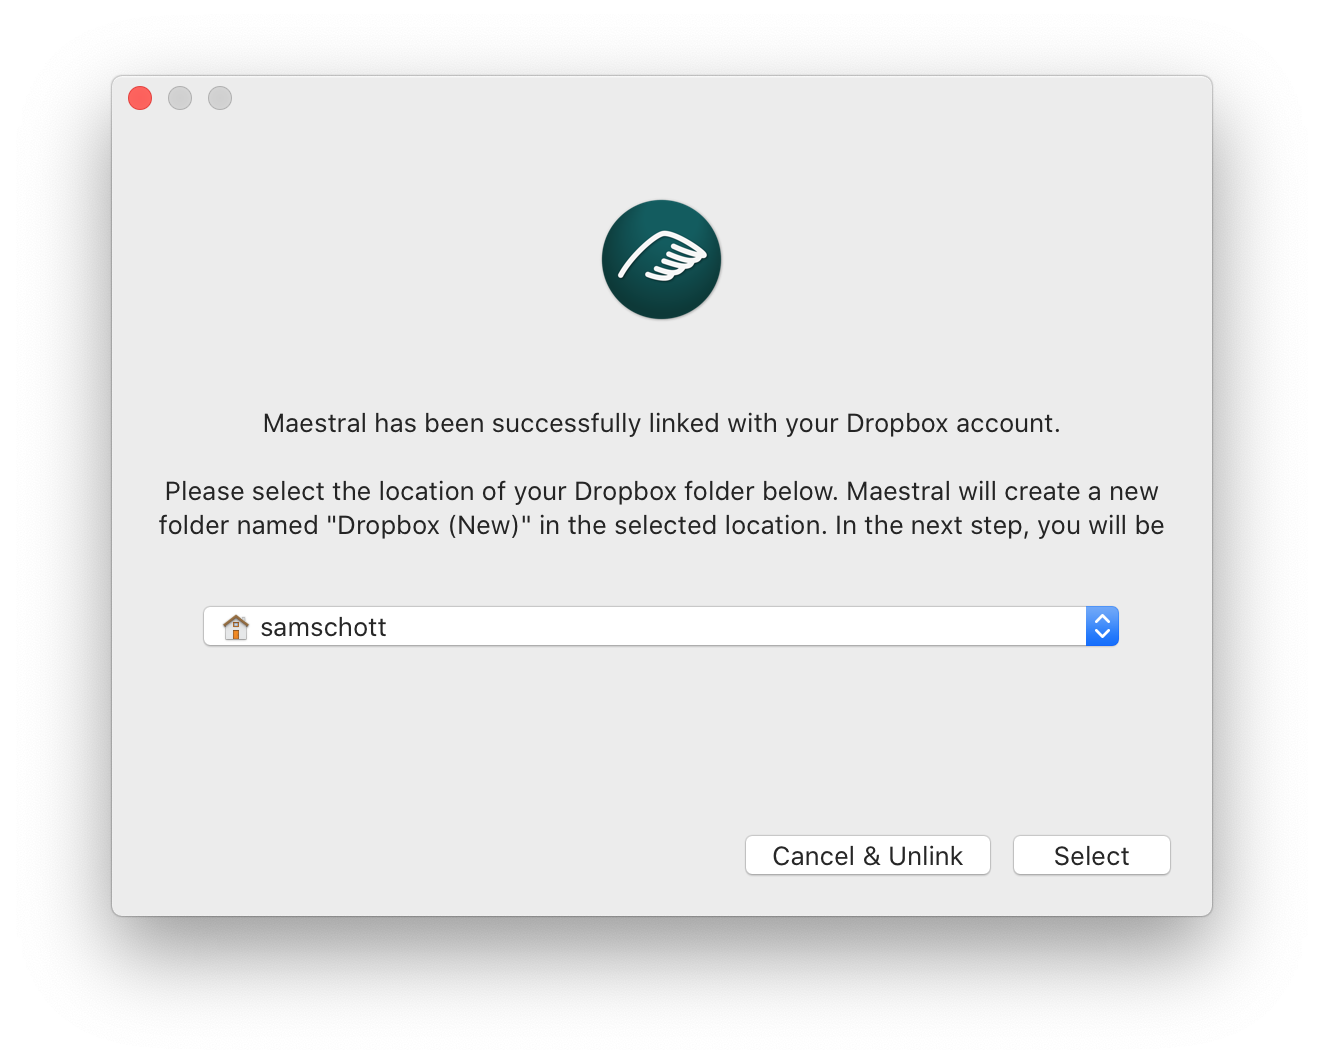 Maestral has been successfully linked with your Dropbox account.
Please select the location of your Dropbox folder below. Maestral will create a new
folder named "Dropbox (New)" in the selected location. In the next step, you will be
samschott
Cancel & Unlink
Select